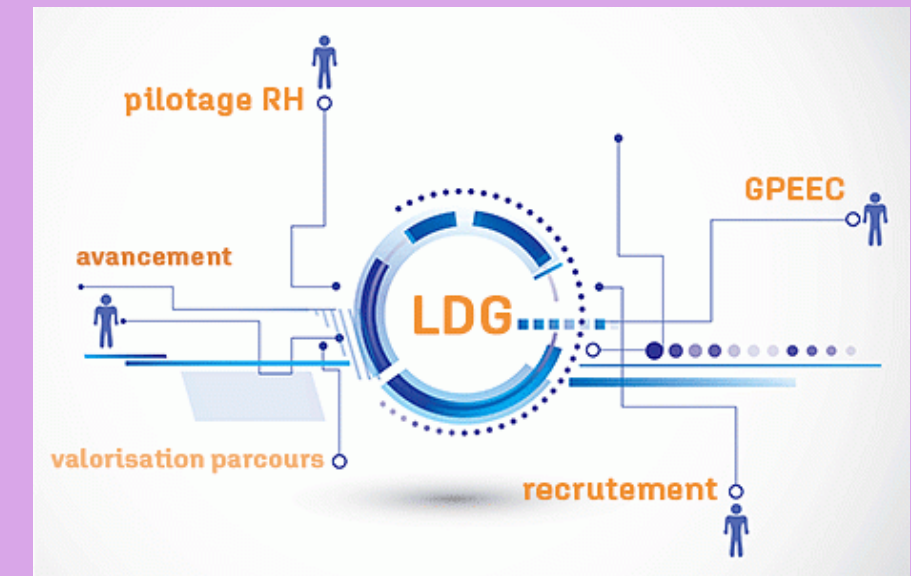 pilotage RH
GPEEC
avancement
LDG
valorisation parcours
recrutement